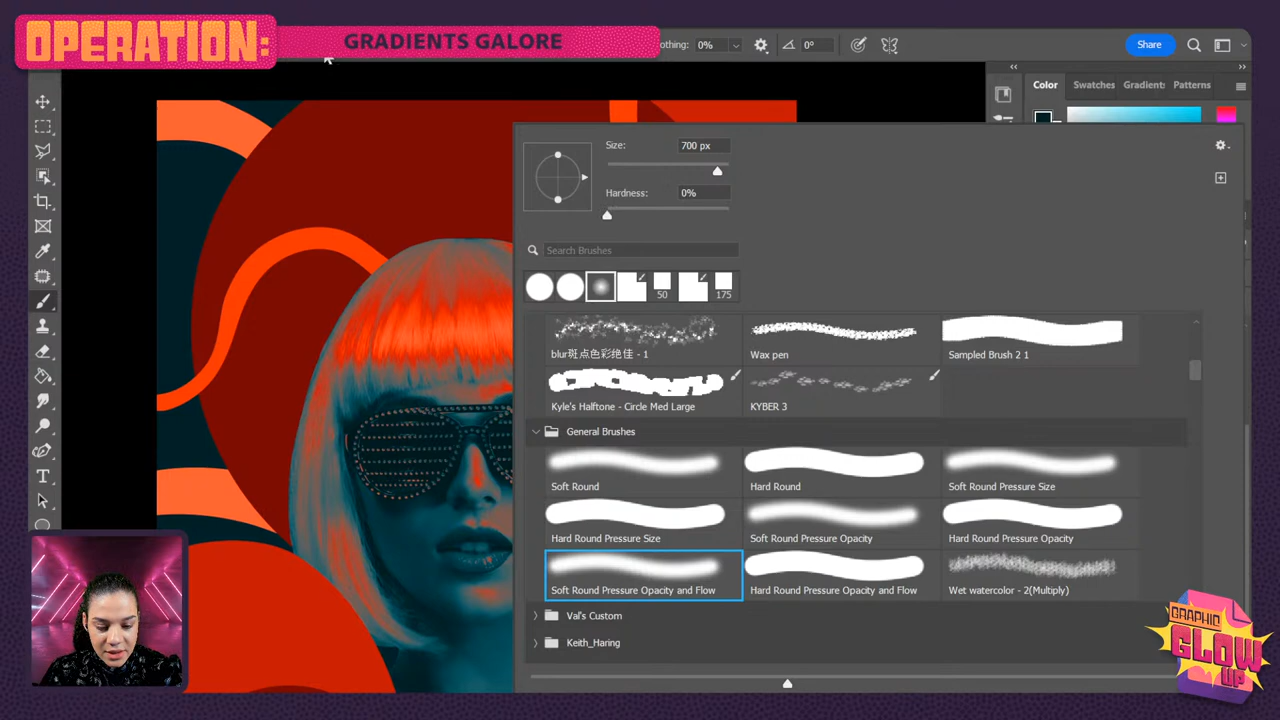 OPERATION:
GRADIENTS GALORE
othing: 0%
0°
Share
Color
Swatches
Gradient:
Patterns
Size:
700 px
Hardness:
0%
Search Brushes
50
175
blur斑点色彩绝佳 - 1
Wax pen
Sampled Brush 2 1
Kyle's Halftone - Circle Med Large
KYBER 3
General Brushes
Soft Round
Hard Round
Soft Round Pressure Size
Hard Round Pressure Size
Soft Round Pressure Opacity
Hard Round Pressure Opacity
Soft Round Pressure Opacity and Flow
Hard Round Pressure Opacity and Flow
Wet watercolor - 2(Multiply)
Val's Custom
Keith_Haring
GRAPHIC
GLOW
UP